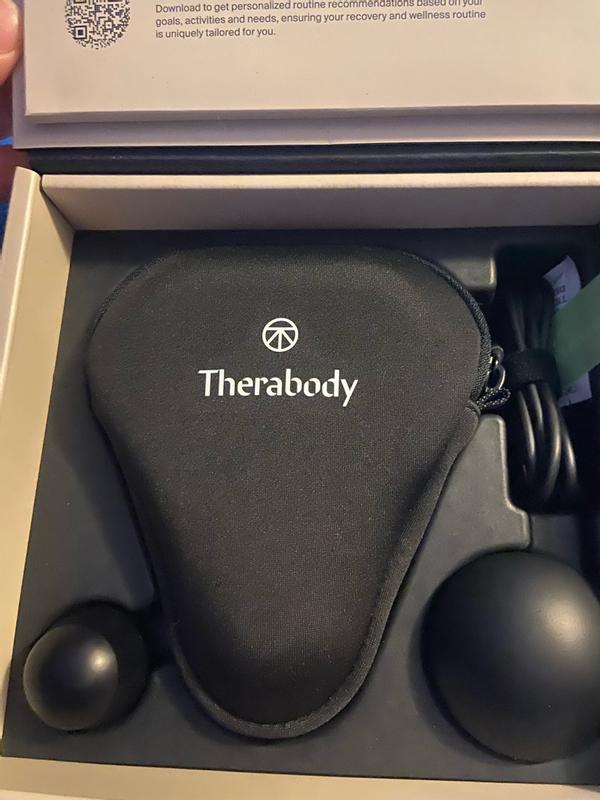 Download to get personalized routine recommendations based on your
goals, activities and needs, ensuring your recovery and wellness routine
is uniquely tailored for you.
Therabody